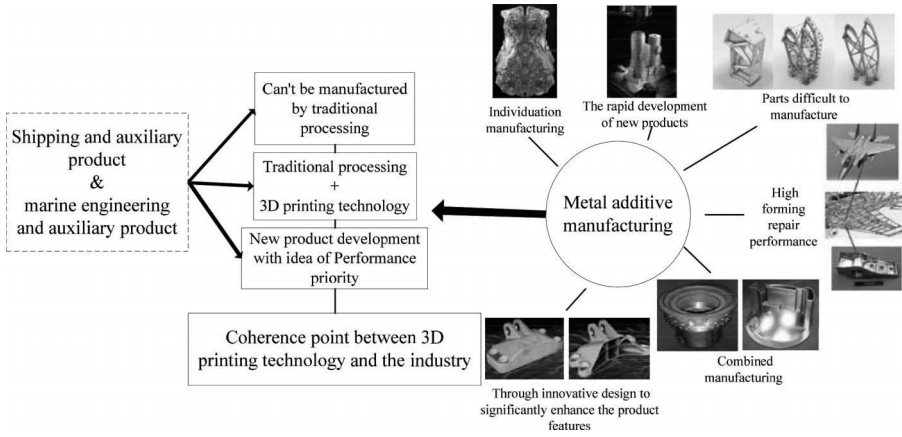 Shipping and auxiliary
product
&
marine engineering
and auxiliary product
Can't be manufactured
by traditional
processing
Traditional processing
+
3D printing technology
New product development
with idea of Performance
priority
Coherence point between 3D
printing technology and the industry
Individuation
manufacturing
The rapid development
of new products
Parts difficult to
manufacture
Metal additive
manufacturing
High
forming
repair
performance
Combined
manufacturing
Through innovative design to
significantly enhance the product
features